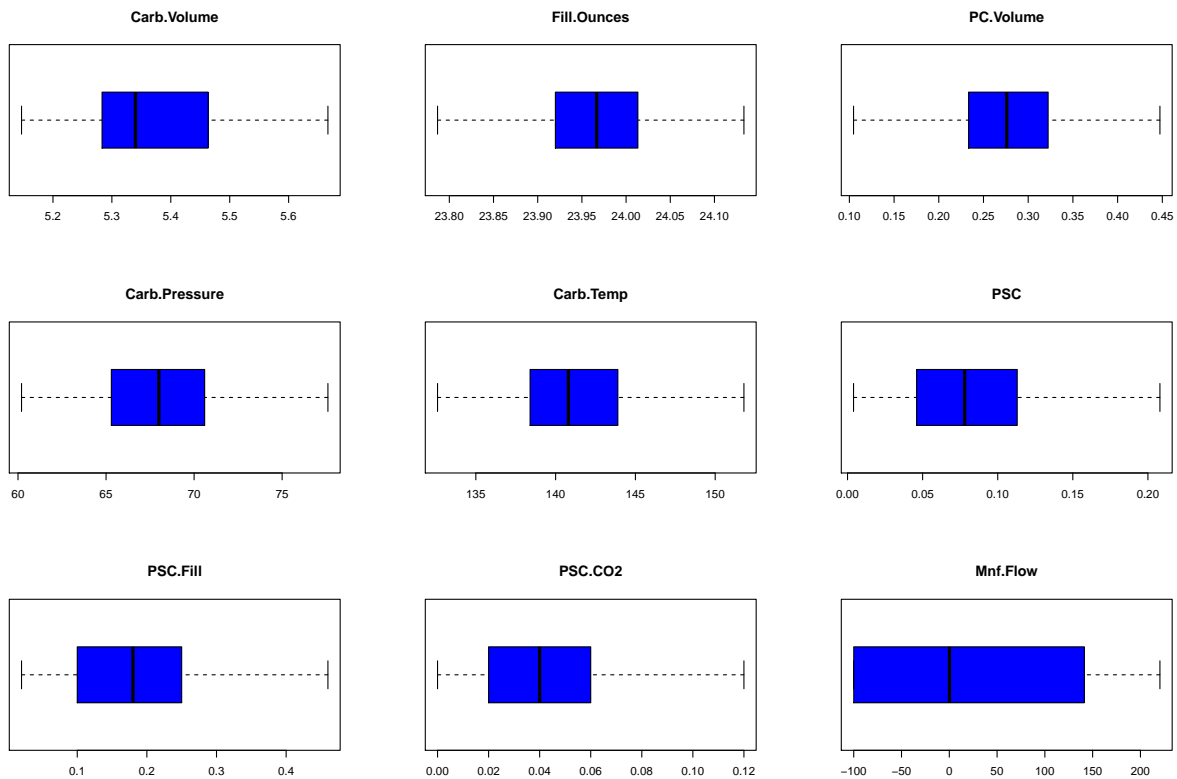 Carb.Volume
5.2 5.3 5.4 5.5 5.6
Fill.Ounces
23.80 23.85 23.90 23.95 24.00 24.05 24.10
PC.Volume
0.10 0.15 0.20 0.25 0.30 0.35 0.40 0.45
Carb.Pressure
60 65 70 75
Carb.Temp
135 140 145 150
PSC
0.00 0.05 0.10 0.15 0.20
PSC.Fill
0.1 0.2 0.3 0.4
PSC.CO2
0.00 0.02 0.04 0.06 0.08 0.10 0.12
Mnf.Flow
−100 −50 0 50 100 150 200